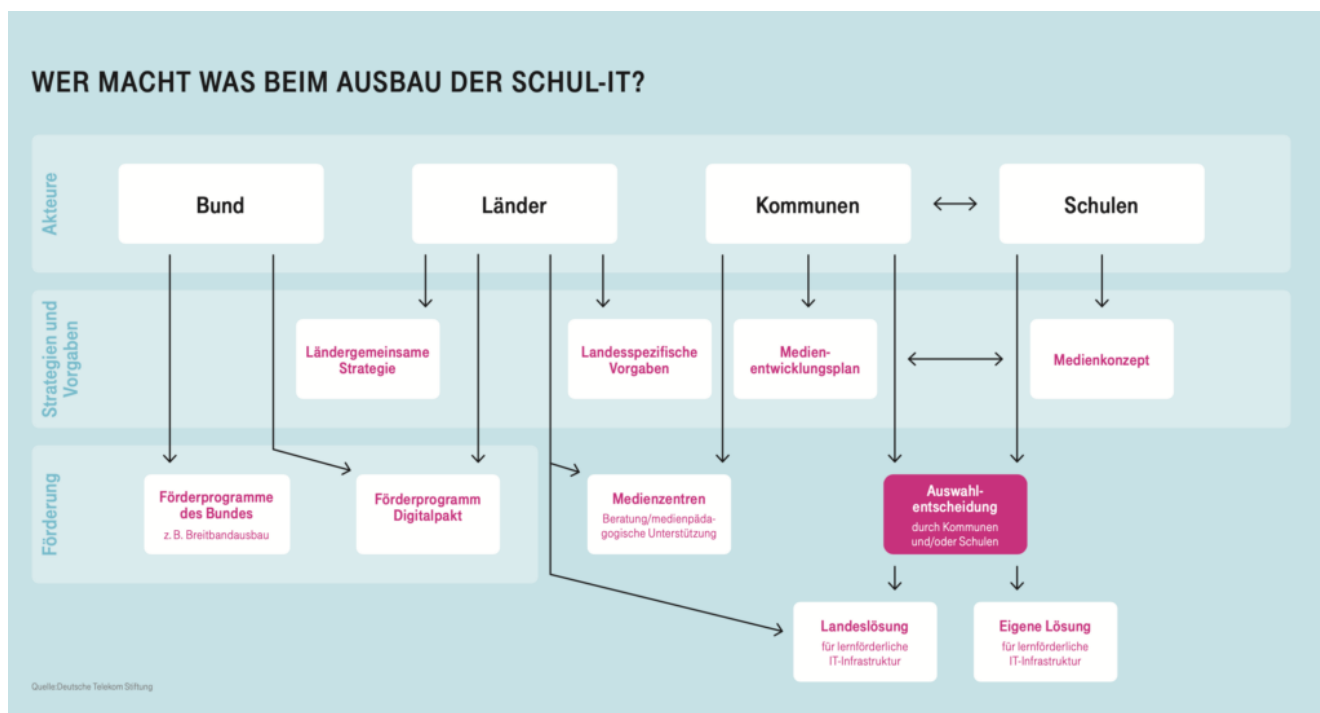 WER MACHT WAS BEIM AUSBAU DER SCHUL-IT?
Akteure
Bund
Länder
Kommunen
Schulen
Strategien und
Vorgaben
Ländergemeinsame
Strategie
Landesspezifische
Vorgaben
Medien-
entwicklungsplan
Medienkonzept
Förderung
Förderprogramme
des Bundes
z. B. Breitbandausbau
Förderprogramm
Digitalpakt
Medienzentren
Beratung/medienpäda-
gogische Unterstützung
Auswahl-
entscheidung
durch Kommunen
und/oder Schulen
Landeslösung
für lernförderliche
IT-Infrastruktur
Eigene Lösung
für lernförderliche
IT-Infrastruktur
Quelle:Deutsche Telekom Stiftung